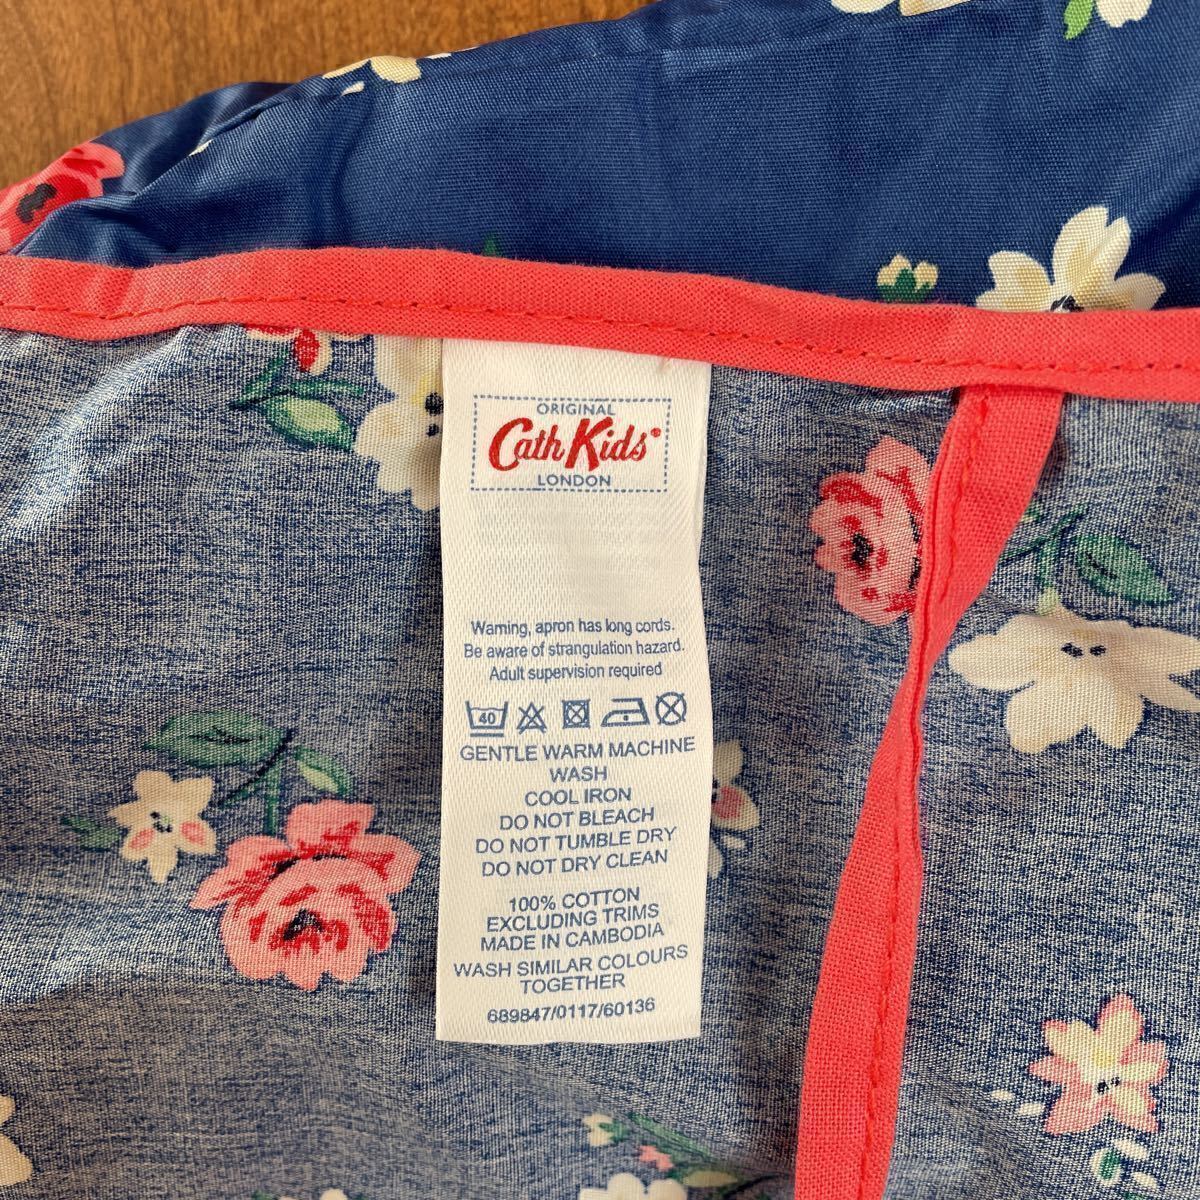 ORIGINAL
Cath Kids®
LONDON
Warning, apron has long cords.
Be aware of strangulation hazard.
Adult supervision required
40
GENTLE WARM MACHINE
WASH
COOL IRON
DO NOT BLEACH
DO NOT TUMBLE DRY
DO NOT DRY CLEAN
100% COTTON
EXCLUDING TRIMS
MADE IN CAMBODIA
WASH SIMILAR COLOURS
TOGETHER
689847/0117/60136